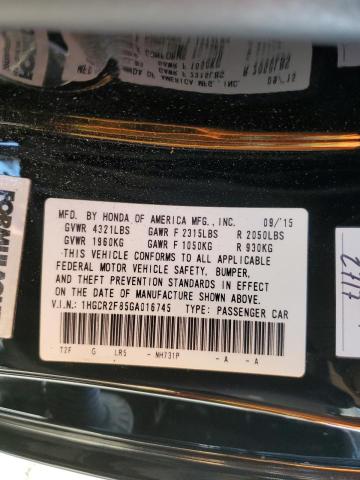 MFD. BY HONDA OF AMERICA MFG., INC. 09/'15
GVWR 4321LBS GAWR F 2315LBS R 2050LBS
GVWR 1960KG GAWR F 1050KG R 930KG
THIS VEHICLE CONFORMS TO ALL APPLICABLE
FEDERAL MOTOR VEHICLE SAFETY, BUMPER,
AND THEFT PREVENTION STANDARDS IN EFFECT
ON THE DATE OF MANUFACTURE SHOWN ABOVE.
V.I.N.: 1HGCR2F85GA016745 TYPE: PASSENGER CAR
T2F G LR5 - NH731P - A - A